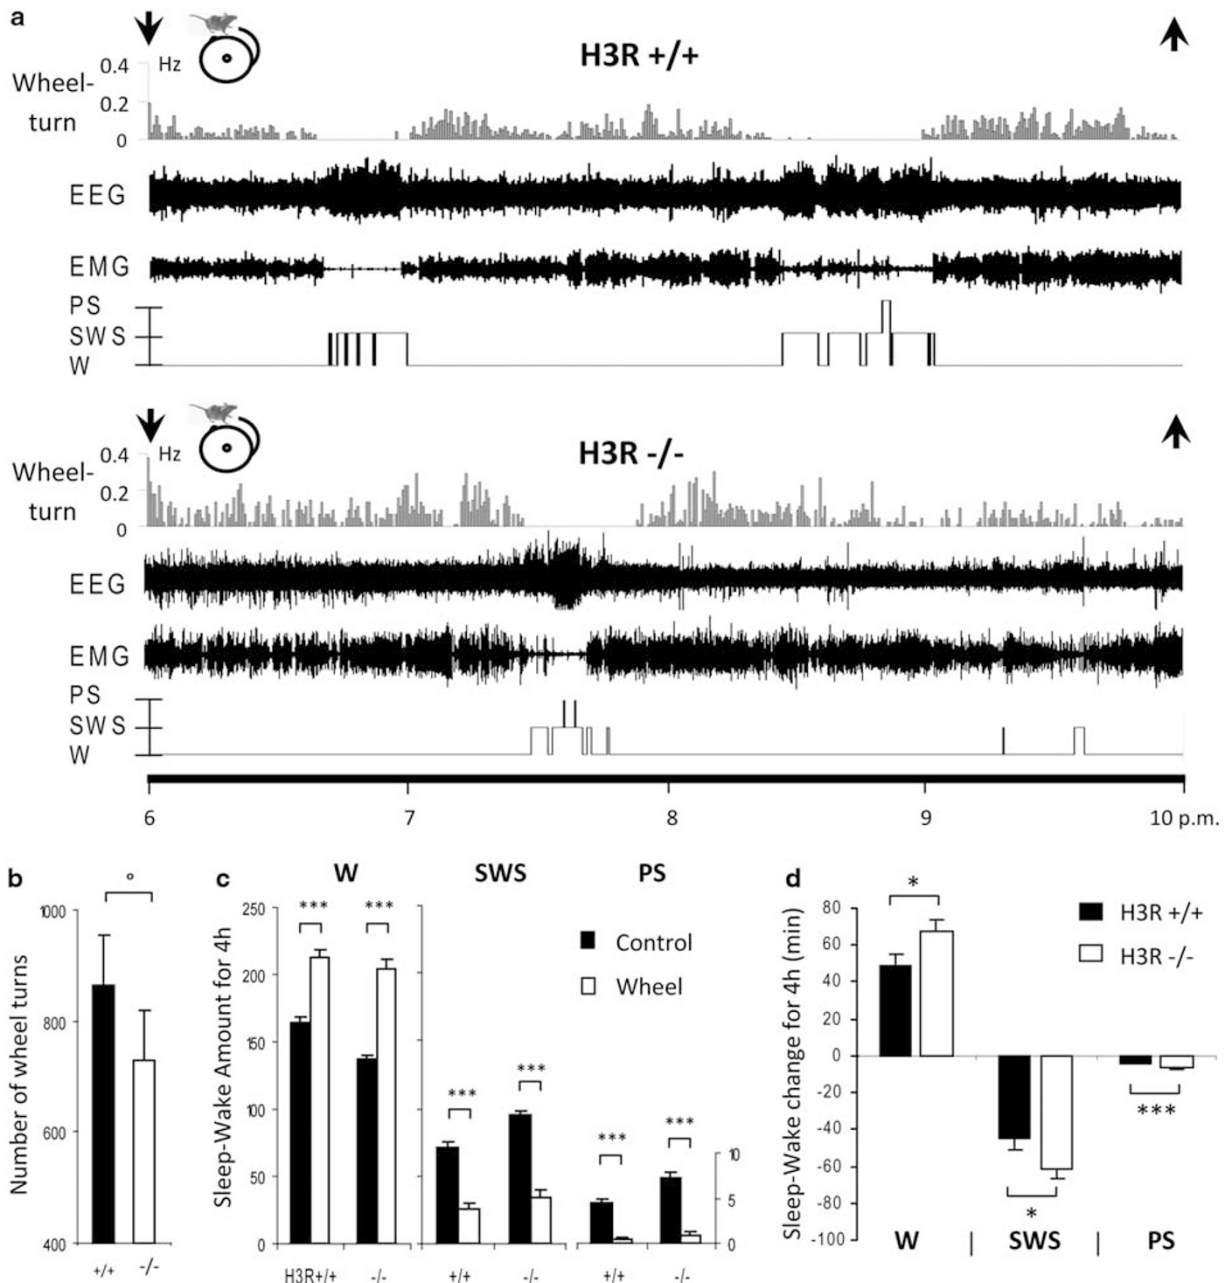 a
H3R +/+
Hz
0.4
Wheel-
0.2
turn
0
EEG
EMG
PS
SWS
W
H3R -/-
Hz
0.4
Wheel-
0.2
turn
0
EEG
EMG
PS
SWS
W
6 7 8 9 10 p.m.
b
°
Number of wheel turns
1000
800
600
400
+/+ -/-
c
W SWS PS
Sleep-Wake Amount for 4h
250
200
150
100
50
0
*** ***
*** ***
*** ***
Control
Wheel
10
5
0
H3R+/+ -/- +/+ -/- +/+ -/-
d
*
H3R +/+
H3R -/-
Sleep-Wake change for 4h (min)
80
60
40
20
0
-20
-40
-60
-80
-100
***
*
W | SWS | PS